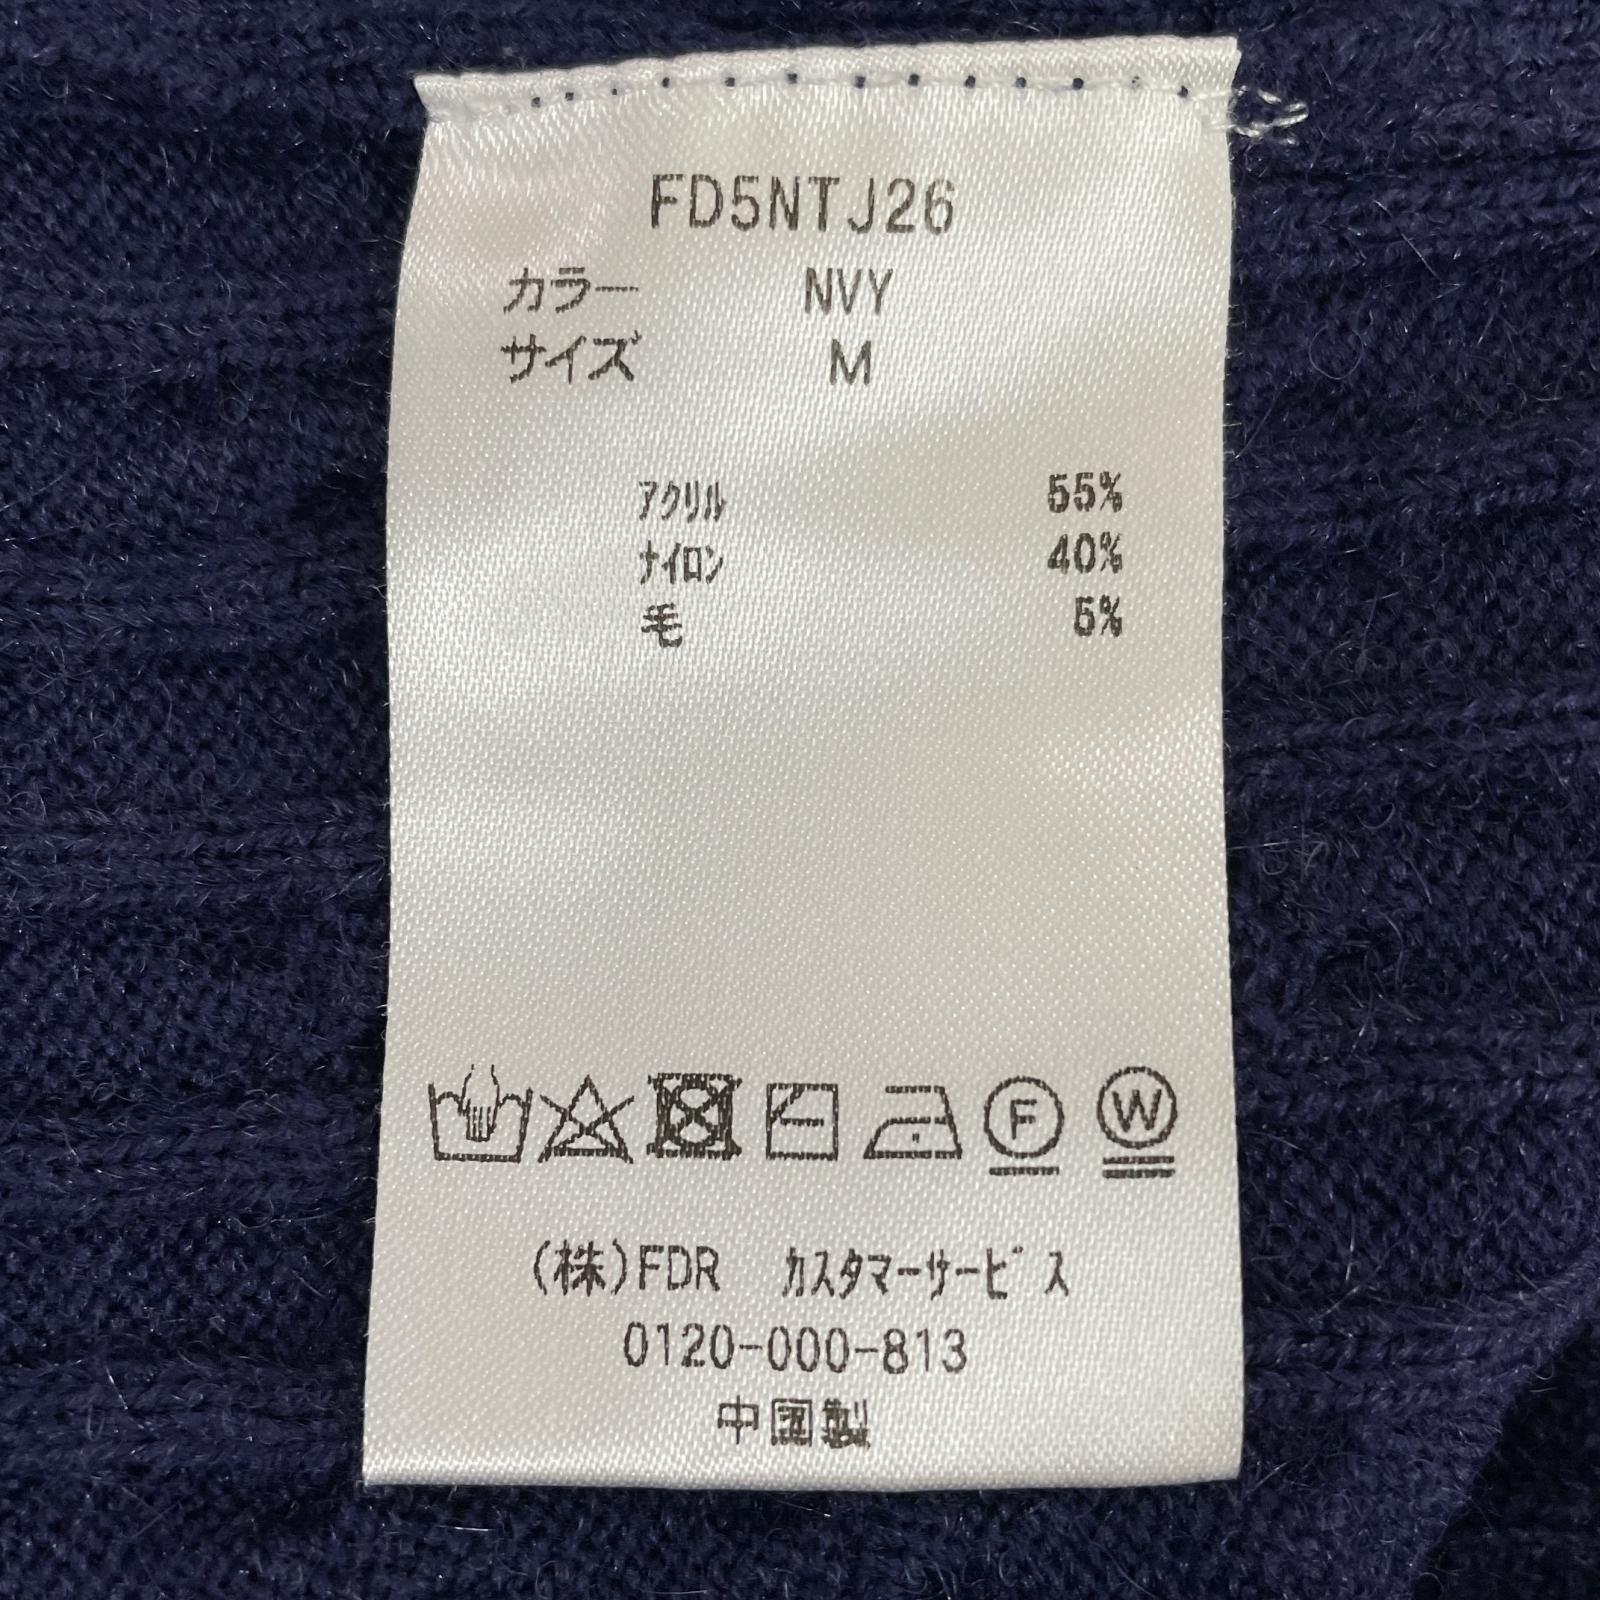 FD5NTJ26
カラー NVY
サイズ M
アクリル 55%
ナイロン 40%
毛 5%
F W
(株)FDR カスタマーサービス
0120-000-813
中国製